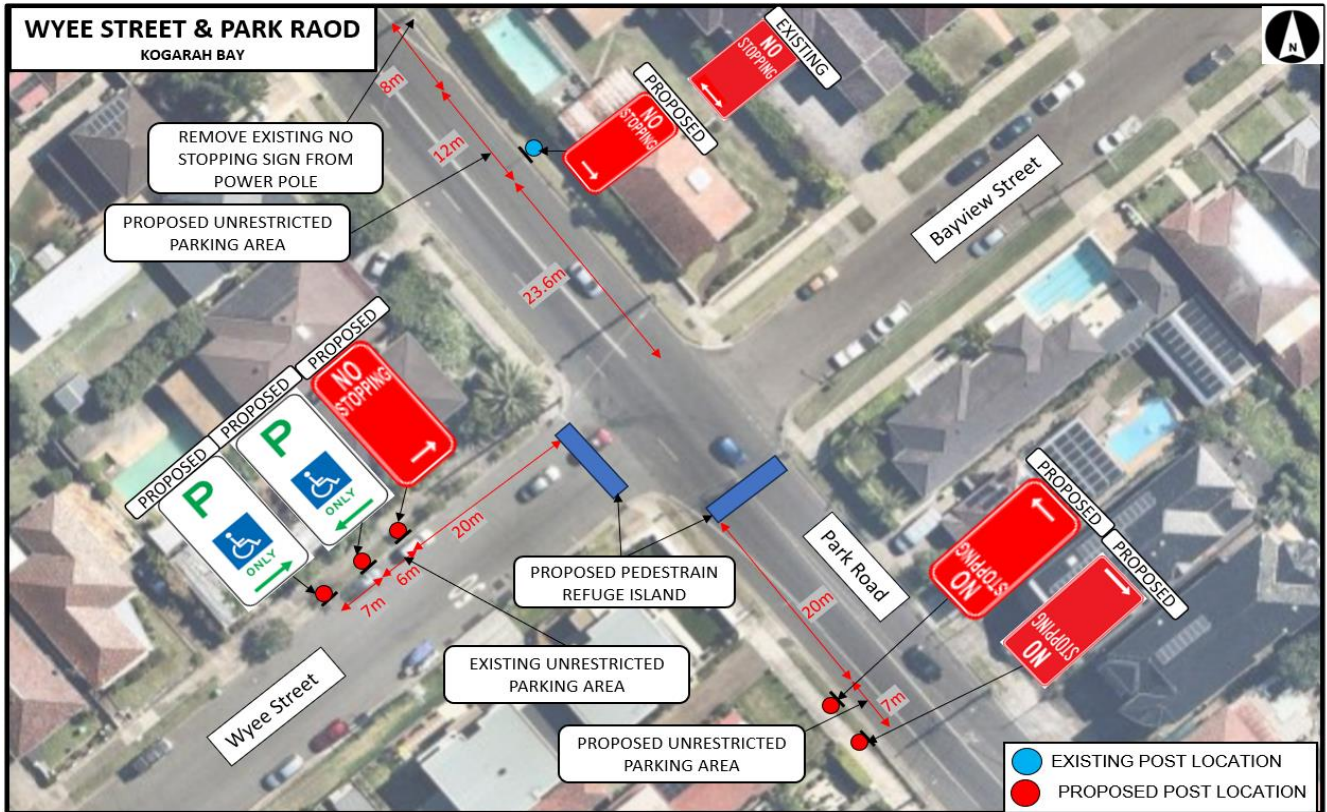 WYEE STREET & PARK RAOD
KOGARAH BAY
N
8m
EXISTING
NO
STOPPING
PROPOSED
NO
STOPPING
REMOVE EXISTING NO
STOPPING SIGN FROM
POWER POLE
12m
PROPOSED UNRESTRICTED
PARKING AREA
Bayview Street
23.6m
PROPOSED
PROPOSED
PROPOSED
NO
STOPPING
P
ONLY
P
ONLY
20m
6m
7m
PROPOSED PEDESTRAIN
REFUGE ISLAND
Park Road
20m
7m
PROPOSED
NO
STOPPING
PROPOSED
NO
STOPPING
EXISTING UNRESTRICTED
PARKING AREA
Wyee Street
PROPOSED UNRESTRICTED
PARKING AREA
EXISTING POST LOCATION
PROPOSED POST LOCATION